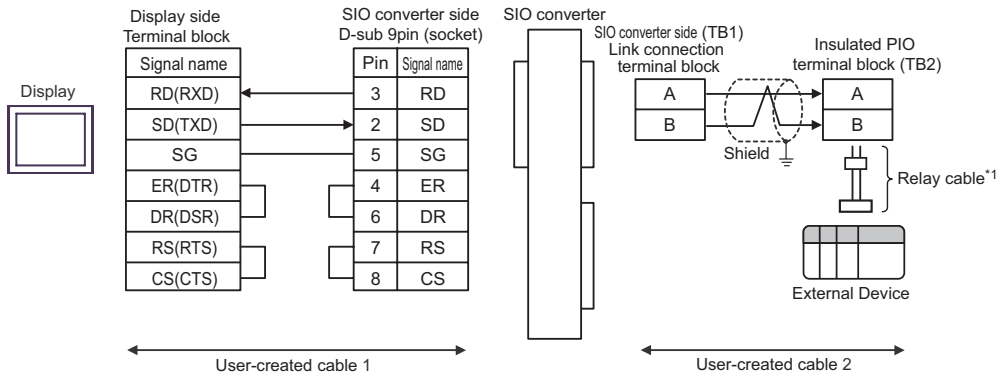 Display
Display side
Terminal block
Signal name
RD(RXD)
SD(TXD)
SG
ER(DTR)
DR(DSR)
RS(RTS)
CS(CTS)
SIO converter side
D-sub 9pin (socket)
Pin Signal name
3 RD
2 SD
5 SG
4 ER
6 DR
7 RS
8 CS
User-created cable 1
SIO converter
SIO converter side (TB1)
Link connection
terminal block
A
B
Shield
Insulated PIO
terminal block (TB2)
A
B
Relay cable*1
External Device
User-created cable 2